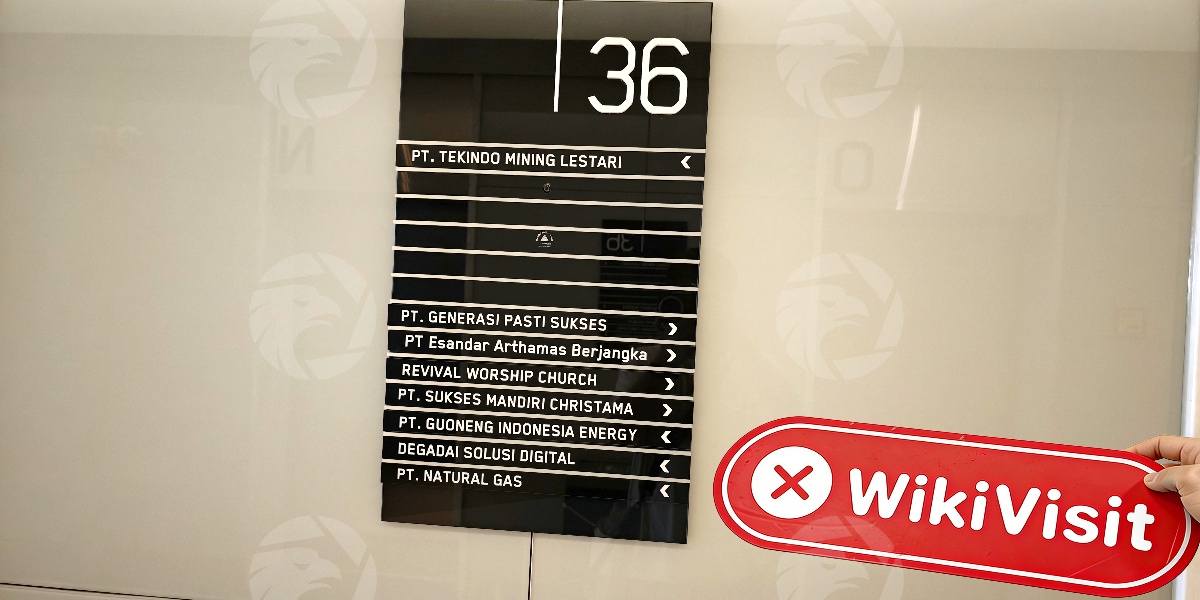 36
PT. TEKINDO MINING LESTARI
PT. GENERASI PASTI SUKSES
PT Esandar Arthamas Berjangka
REVIVAL WORSHIP CHURCH
PT. SUKSES MANDIRI CHRISTAMA
PT. GUONENG INDONESIA ENERGY
DEGADAI SOLUSI DIGITAL
PT. NATURAL GAS
WikiVisit